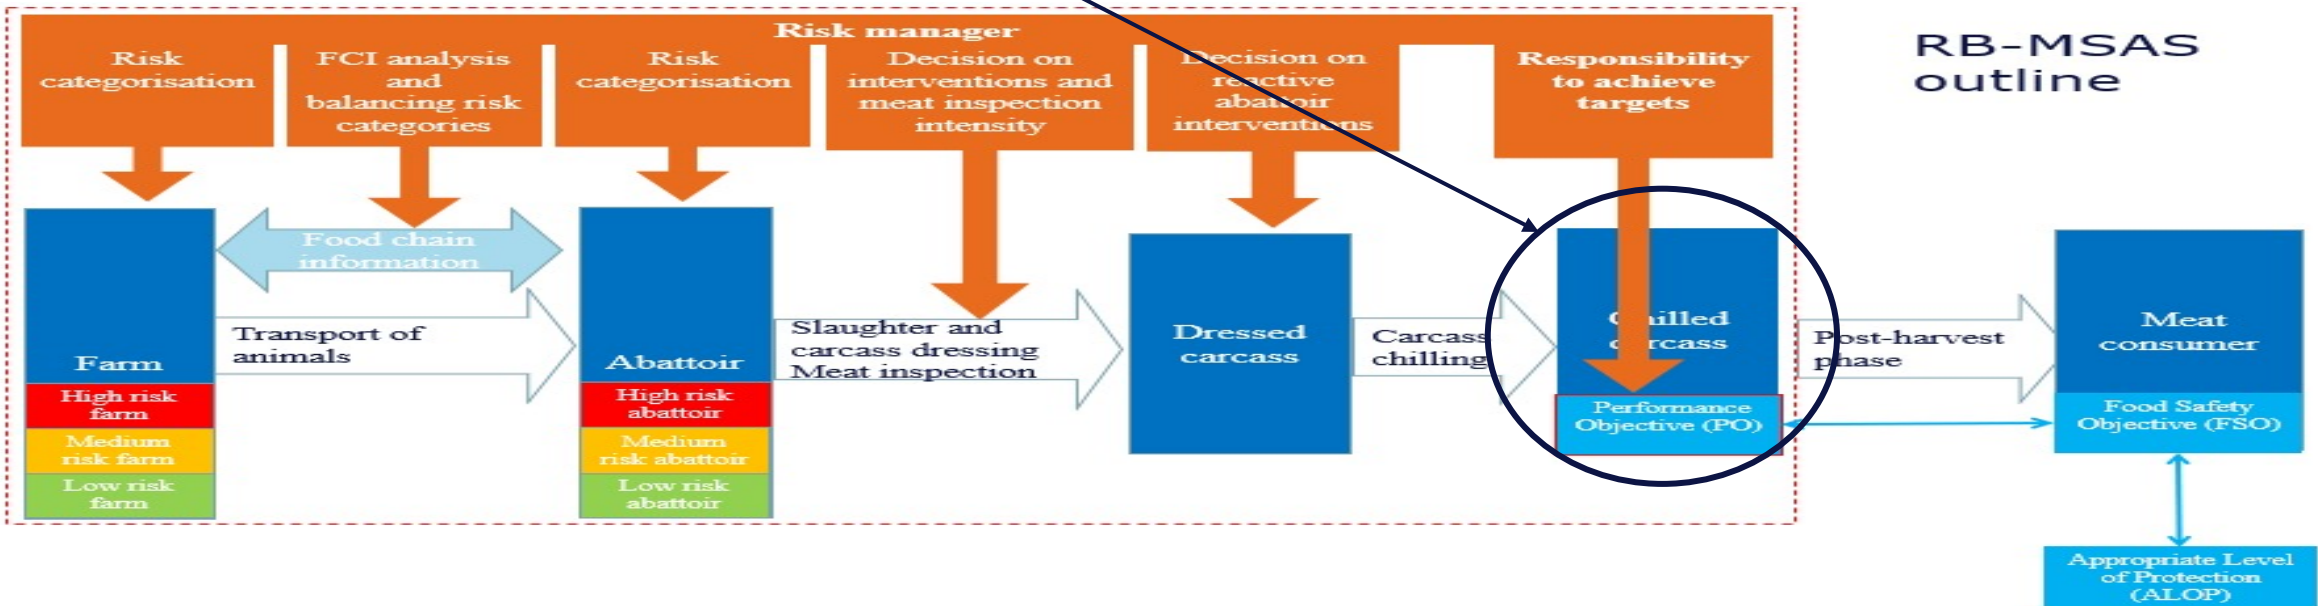 Risk manager
RB-MSAS
outline
Risk
categorisation
FCI analysis
and
balancing risk
categories
Risk
categorisation
Decision on
interventions and
meat inspection
intensity
Decision on
reactive
abattoir
interventions
Responsibility
to achieve
targets
Food chain
information
Farm
High risk
farm
Medium
risk farm
Low risk
farm
Transport of
animals
Abattoir
High risk
abattoir
Medium
risk abattoir
Low risk
abattoir
Slaughter and
carcass dressing
Meat inspection
Dressed
carcass
Carcass
chilling
Chilled
carcass
Performance
Objective (PO)
Post-harvest
phase
Meat
consumer
Food Safety
Objective (FSO)
Appropriate Level
of Protection
(ALOP)